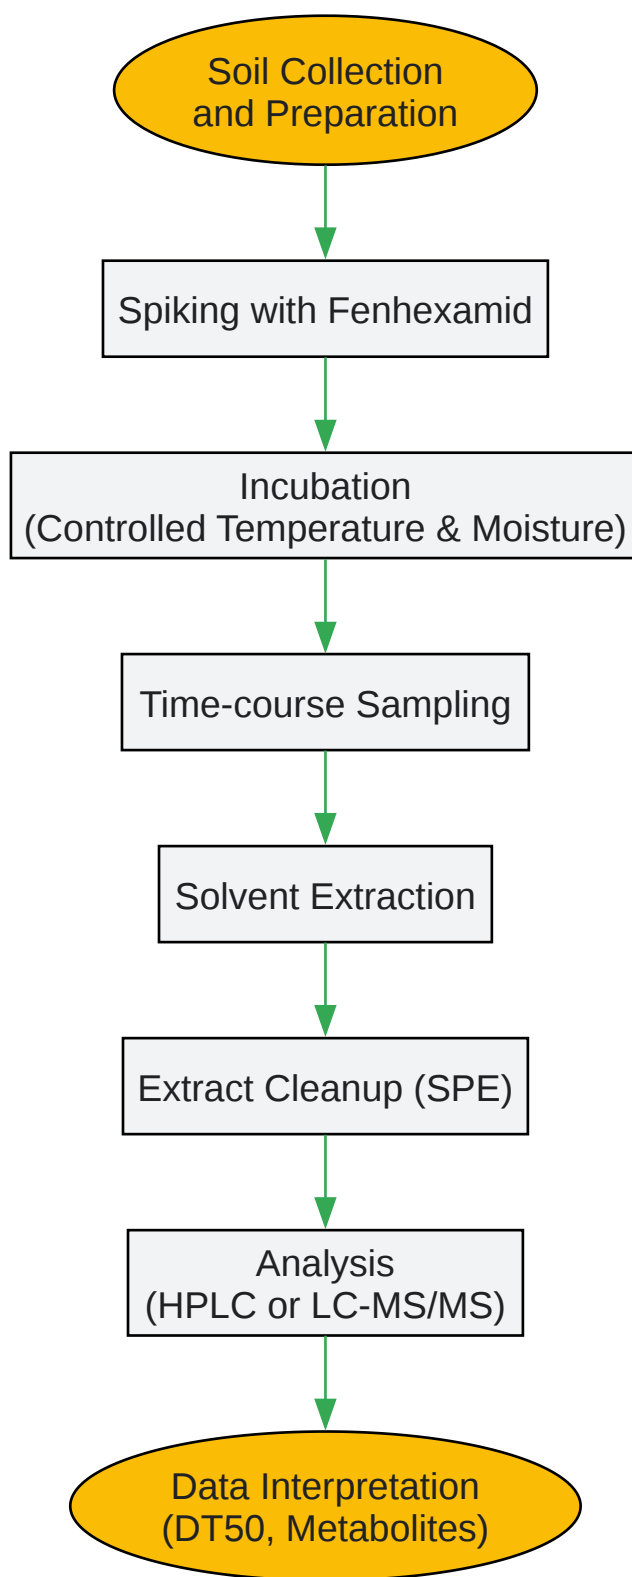 Soil Collection
and Preparation
Spiking with Fenhexamid
Incubation
(Controlled Temperature & Moisture)
Time-course Sampling
Solvent Extraction
Extract Cleanup (SPE)
Analysis
(HPLC or LC-MS/MS)
Data Interpretation
(DT50, Metabolites)